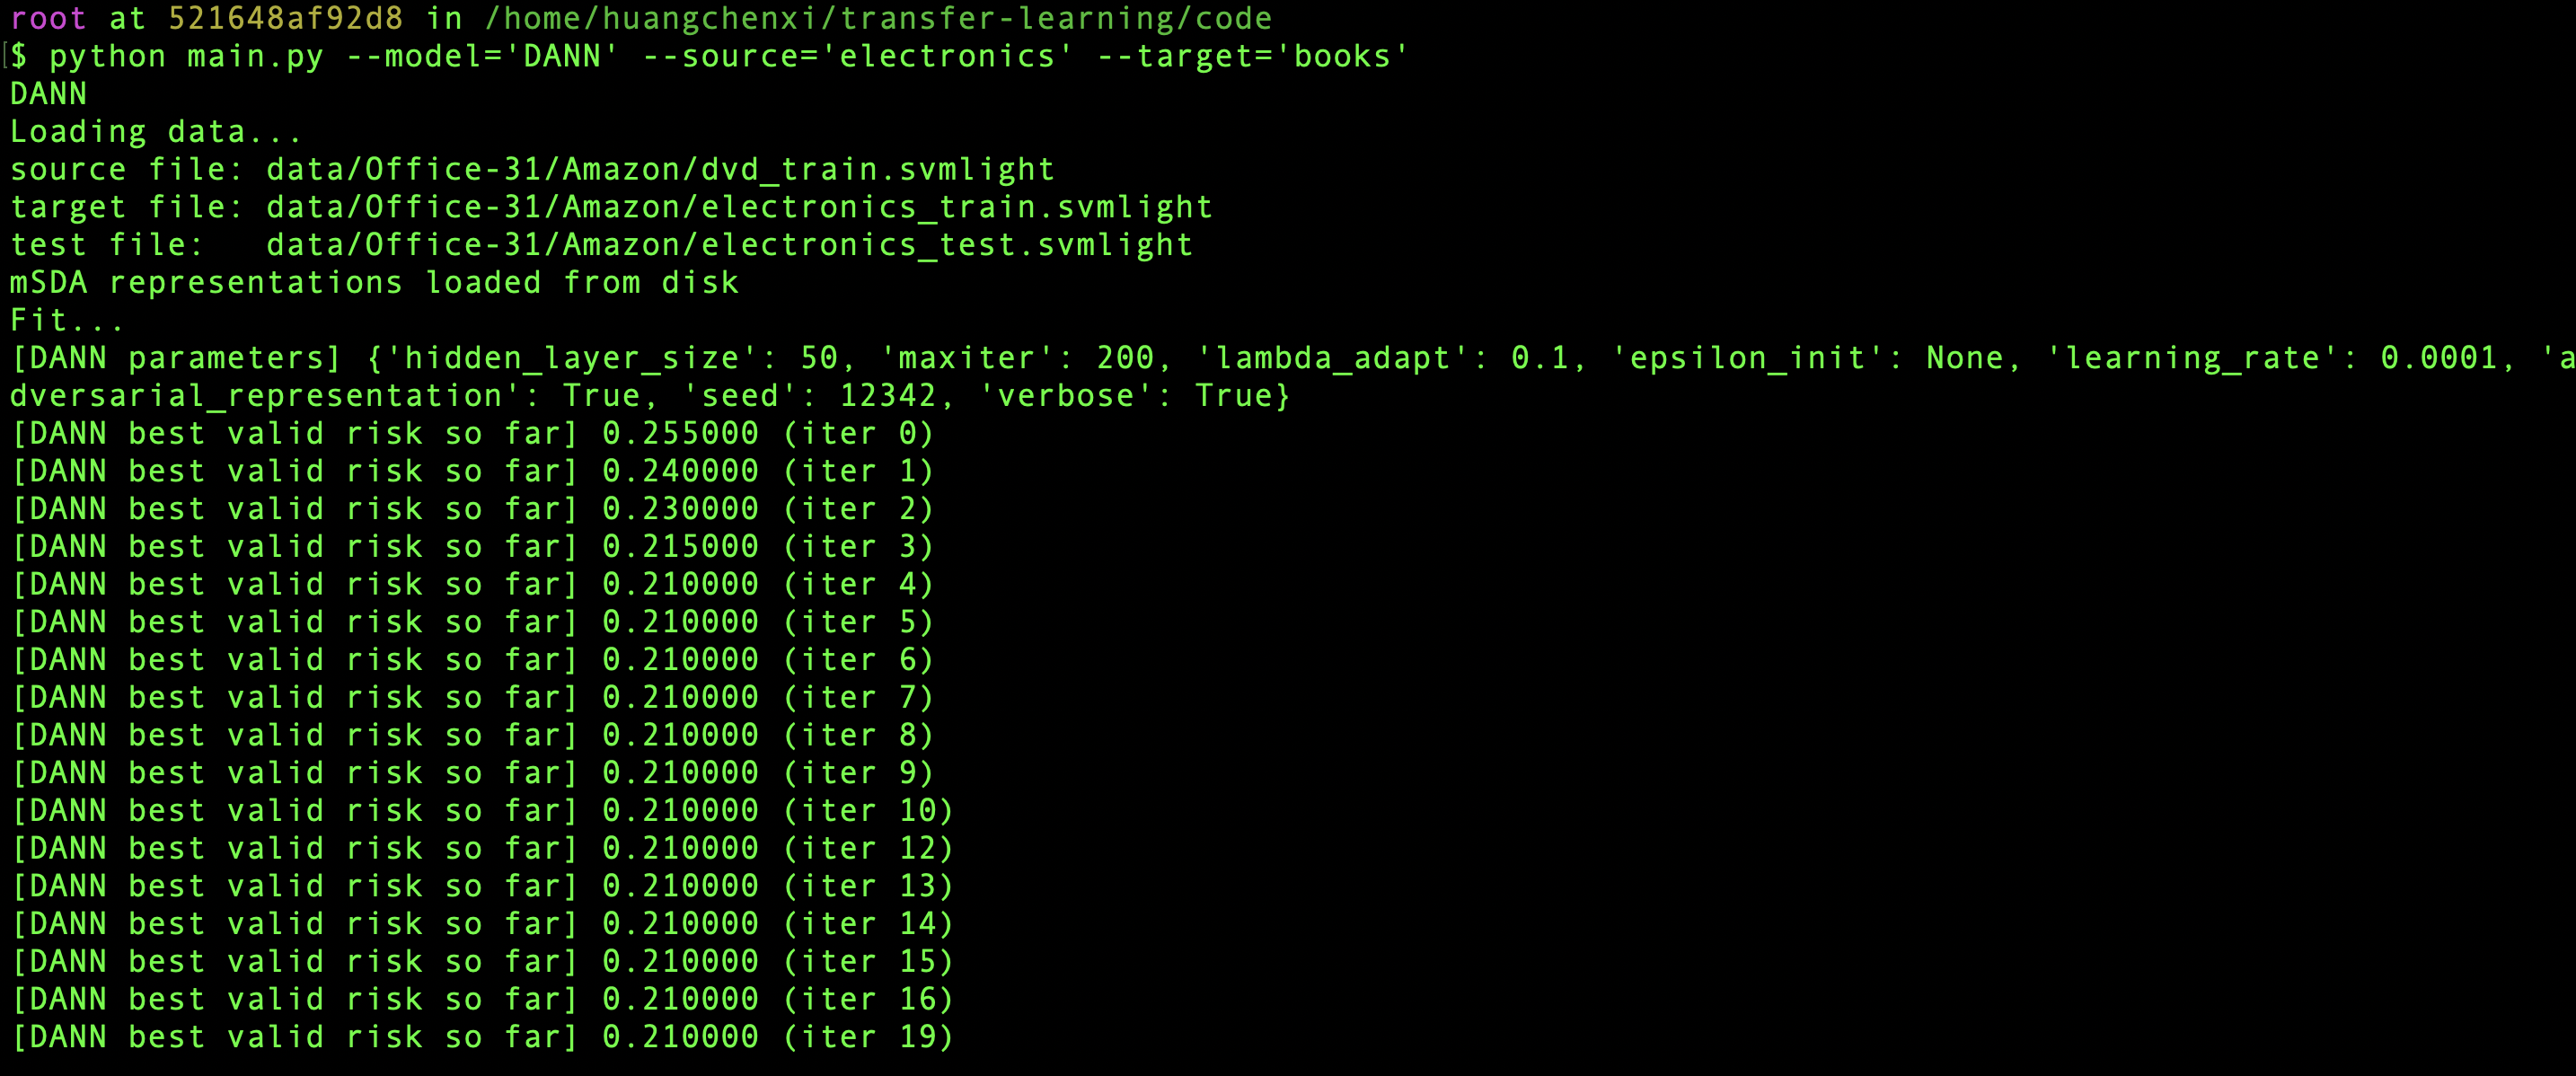 root at 521648af92d8 in /home/huangchenxi/transfer-learning/code
[$ python main.py --model='DANN' --source='electronics' --target='books'
DANN
Loading data...
source file: data/Office-31/Amazon/dvd_train.svmlight
target file: data/Office-31/Amazon/electronics_train.svmlight
test file:   data/Office-31/Amazon/electronics_test.svmlight
mSDA representations loaded from disk
Fit...
[DANN parameters] {'hidden_layer_size': 50, 'maxiter': 200, 'lambda_adapt': 0.1, 'epsilon_init': None, 'learning_rate': 0.0001, 'a
dversarial_representation': True, 'seed': 12342, 'verbose': True}
[DANN best valid risk so far] 0.255000 (iter 0)
[DANN best valid risk so far] 0.240000 (iter 1)
[DANN best valid risk so far] 0.230000 (iter 2)
[DANN best valid risk so far] 0.215000 (iter 3)
[DANN best valid risk so far] 0.210000 (iter 4)
[DANN best valid risk so far] 0.210000 (iter 5)
[DANN best valid risk so far] 0.210000 (iter 6)
[DANN best valid risk so far] 0.210000 (iter 7)
[DANN best valid risk so far] 0.210000 (iter 8)
[DANN best valid risk so far] 0.210000 (iter 9)
[DANN best valid risk so far] 0.210000 (iter 10)
[DANN best valid risk so far] 0.210000 (iter 12)
[DANN best valid risk so far] 0.210000 (iter 13)
[DANN best valid risk so far] 0.210000 (iter 14)
[DANN best valid risk so far] 0.210000 (iter 15)
[DANN best valid risk so far] 0.210000 (iter 16)
[DANN best valid risk so far] 0.210000 (iter 19)